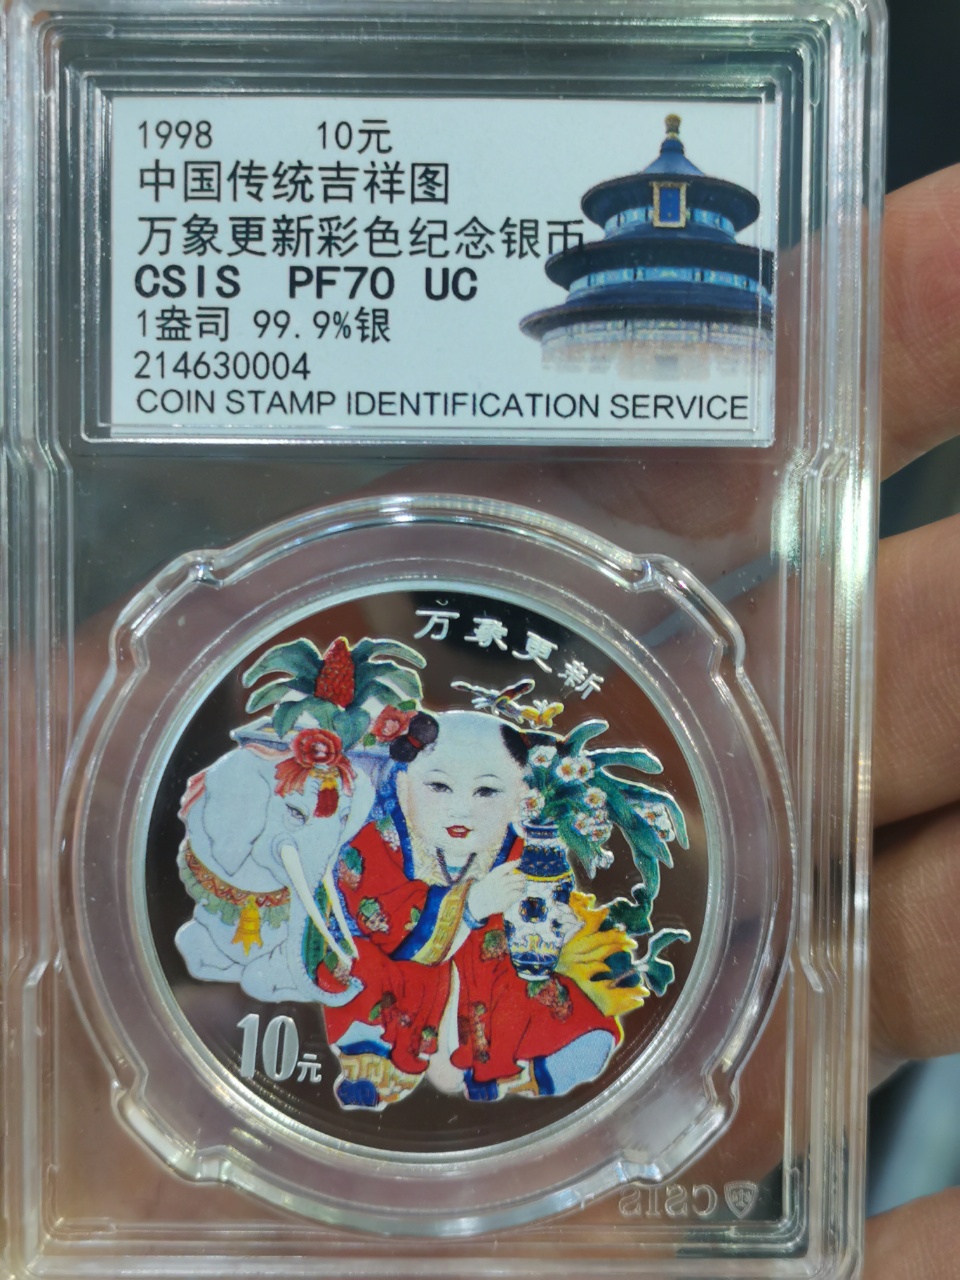 1998 10元
中国传统吉祥图
万象更新彩色纪念银币
CSIS PF70 UC
1盎司 99.9%银
214630004
COIN STAMP IDENTIFICATION SERVICE
万象更新
10元